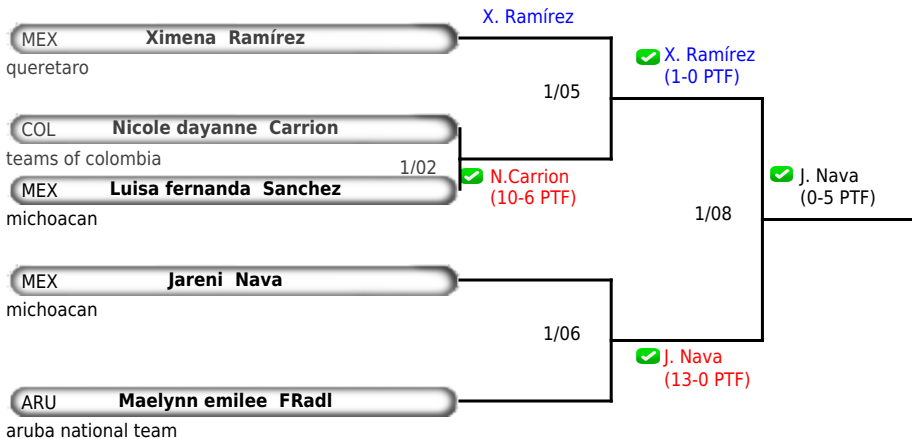 X. Ramírez
MEX Ximena Ramírez
queretaro
X. Ramírez
(1-0 PTF)
1/05
COL Nicole dayanne Carrion
teams of colombia
1/02
N.Carrion
(10-6 PTF)
MEX Luisa fernanda Sanchez
michoacan
J. Nava
(0-5 PTF)
1/08
MEX Jareni Nava
michoacan
1/06
J. Nava
(13-0 PTF)
ARU Maelynn emilee FRadl
aruba national team